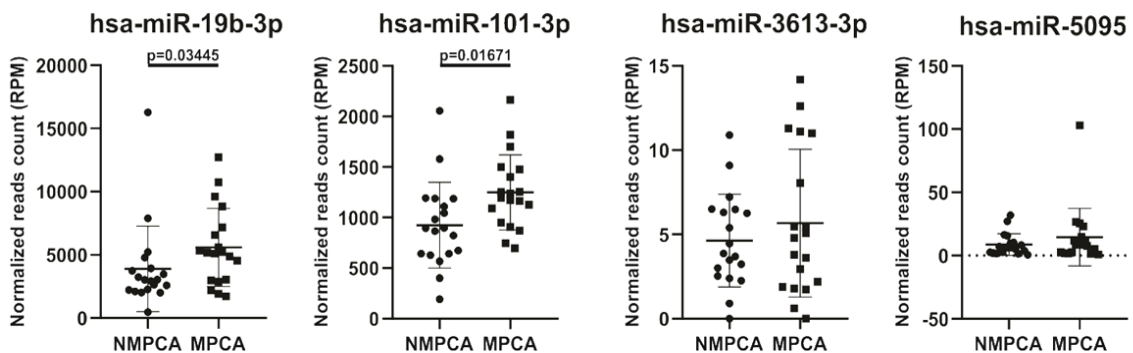 hsa-miR-19b-3p
p=0.03445
Normalized reads count (RPM)
20000
15000
10000
5000
0
NMPCA MPCA
hsa-miR-101-3p
p=0.01671
Normalized reads count (RPM)
2500
2000
1500
1000
500
0
NMPCA MPCA
hsa-miR-3613-3p
Normalized reads count (RPM)
15
10
5
0
NMPCA MPCA
hsa-miR-5095
Normalized reads count (RPM)
150
100
50
0
-50
NMPCA MPCA